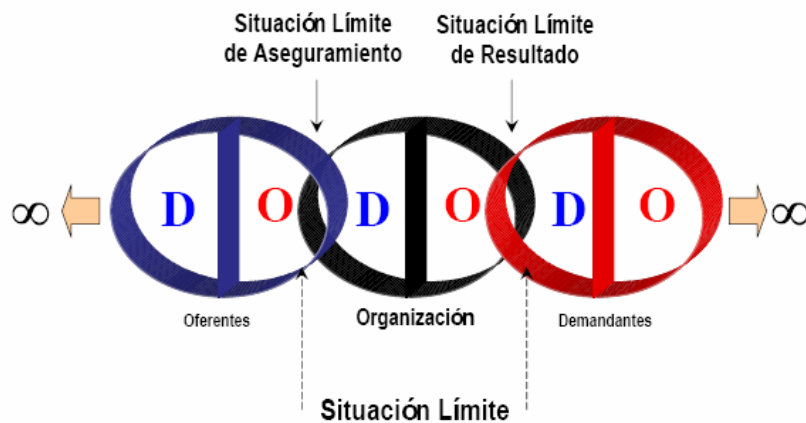 Situación Límite
de Aseguramiento
Situación Límite
de Resultado
∞
D
O
D
O
D
O
∞
Oferentes
Organización
Demandantes
Situación Límite